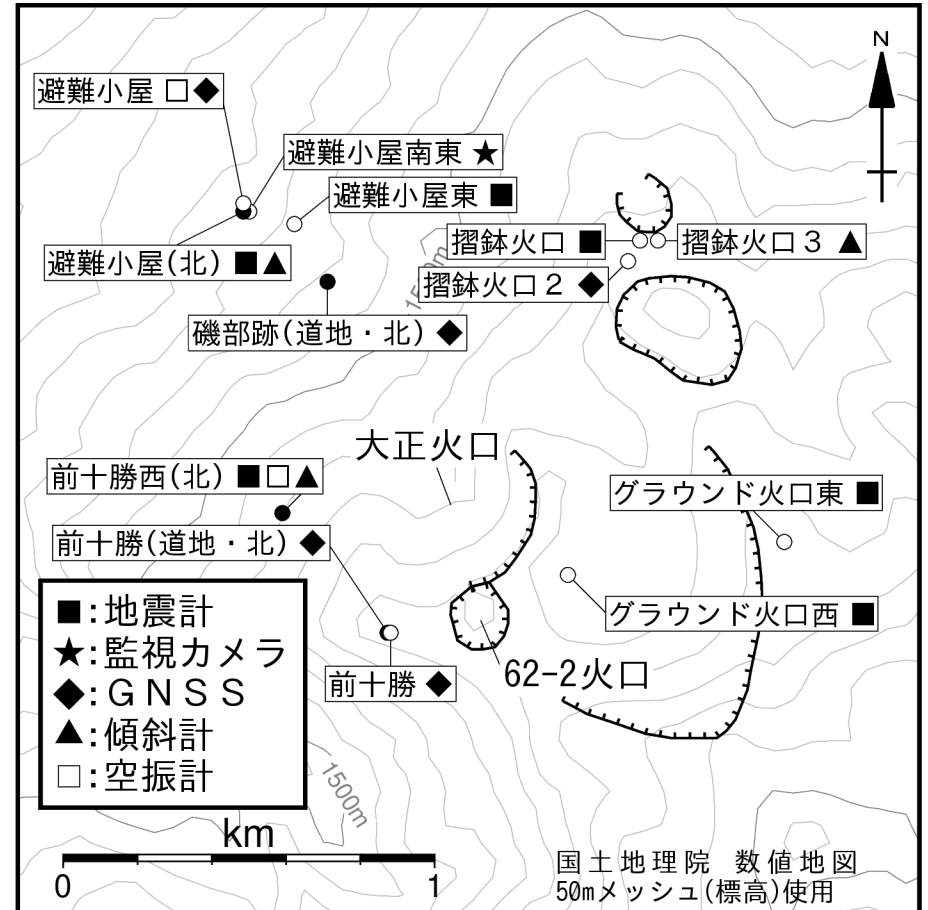 N
避難小屋 □◆
避難小屋南東 ★
避難小屋東 ■
摺鉢火口 ■
摺鉢火口3 ▲
避難小屋(北) ■▲
摺鉢火口2 ◆
磯部跡(道地・北) ◆
大正火口
前十勝西(北) ■□▲
グラウンド火口東 ■
前十勝(道地・北) ◆
グラウンド火口西 ■
62-2火口
前十勝 ◆
■:地震計
★:監視カメラ
◆:GNSS
▲:傾斜計
□:空振計
1500m
km
0 1
国土地理院 数値地図
50mメッシュ(標高)使用